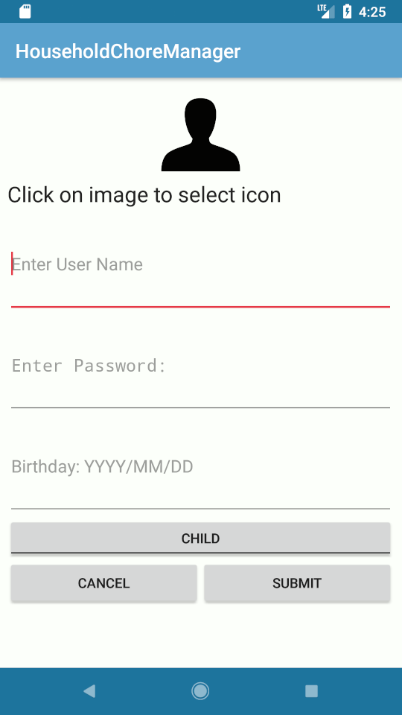 LTE 4:25
HouseholdChoreManager
Click on image to select icon
Enter User Name
Enter Password:
Birthday: YYYY/MM/DD
CHILD
CANCEL SUBMIT